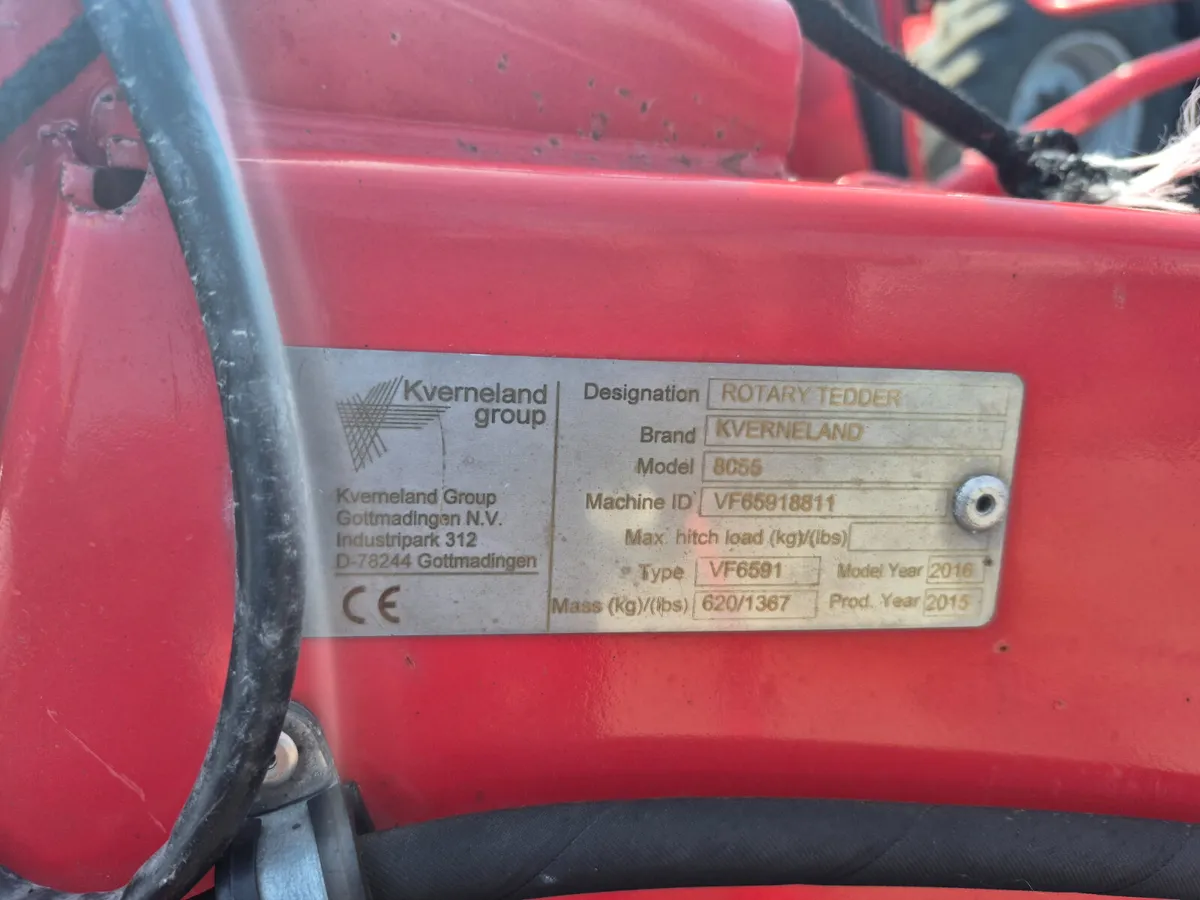 Kverneland
group
Kverneland Group
Gottmadingen N.V.
Industripark 312
D-78244 Gottmadingen
CE
Designation ROTARY TEDDER
Brand KVERNELAND
Model 8055
Machine ID VF65918811
Max. hitch load (kg)/(lbs)
Type VF6591 Model Year 2016
Mass (kg)/(lbs) 620/1367 Prod. Year 2015